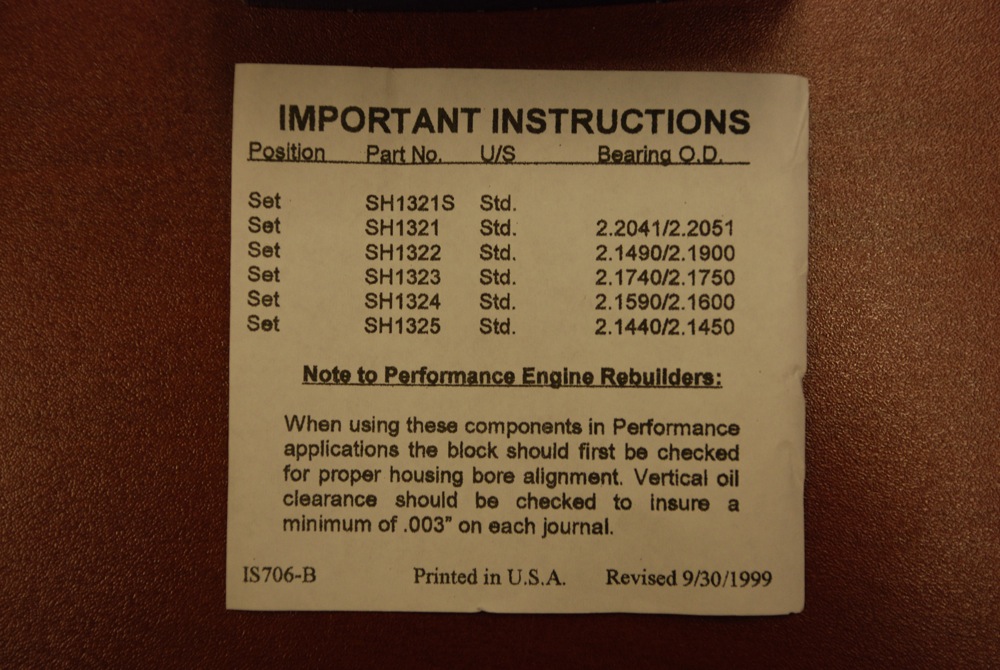 IMPORTANT INSTRUCTIONS
Position Part No. U/S Bearing O.D.
Set SH1321S Std.
Set SH1321 Std. 2.2041/2.2051
Set SH1322 Std. 2.1490/2.1900
Set SH1323 Std. 2.1740/2.1750
Set SH1324 Std. 2.1590/2.1600
Set SH1325 Std. 2.1440/2.1450
Note to Performance Engine Rebuilders:
When using these components in Performance
applications the block should first be checked
for proper housing bore alignment. Vertical oil
clearance should be checked to insure a
minimum of .003" on each journal.
IS706-B Printed in U.S.A. Revised 9/30/1999